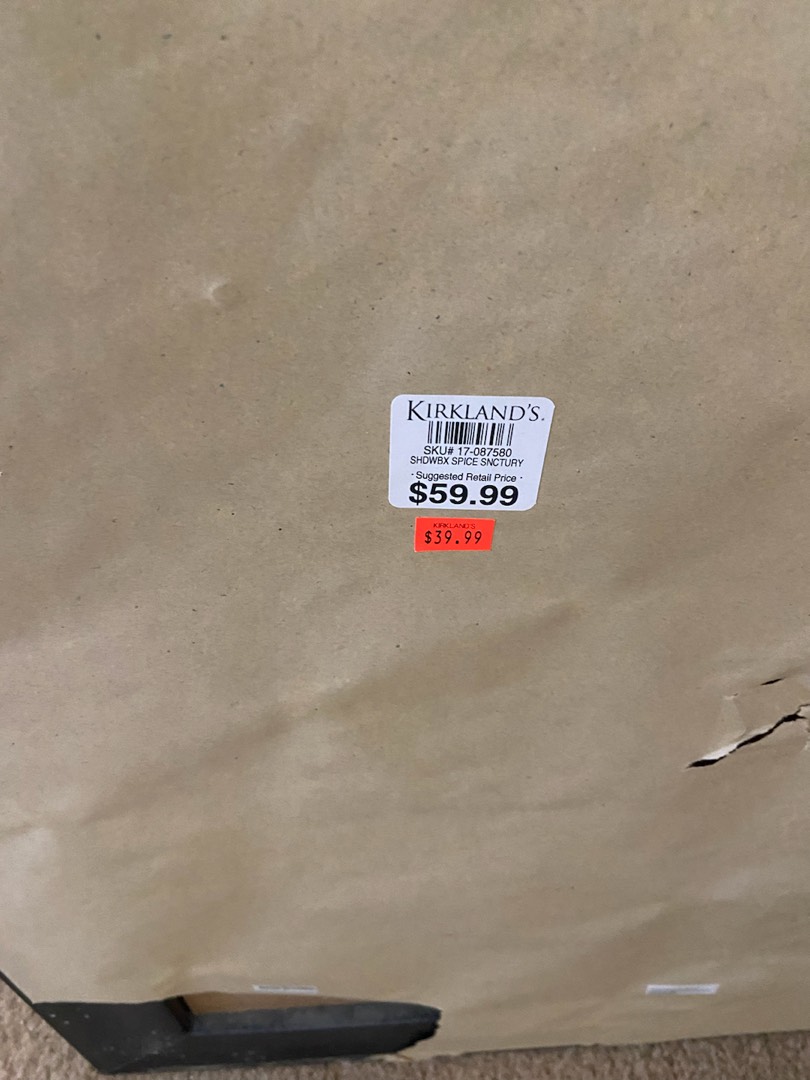 KIRKLAND'S.
SKU# 17-087580
SHDWBX SPICE SNCTURY
· Suggested Retail Price ·
$59.99
KIRKLAND'S
$39.99